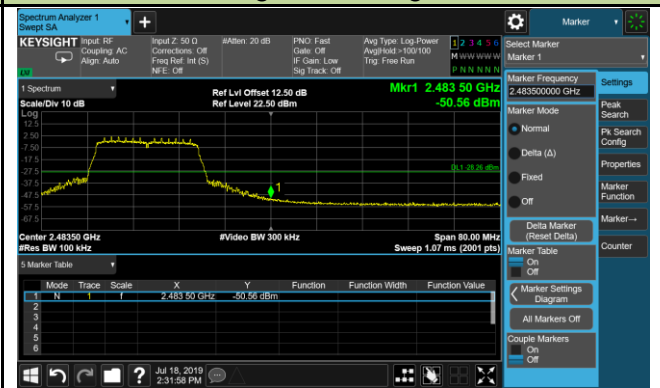 Spectrum Analyzer 1
Swept SA
+
Marker
KEYSIGHT
Input: RF
Coupling: AC
Align: Auto
Input Z: 50 Ω
Corrections: Off
Freq Ref: Int (S)
NFE: Off
#Atten: 20 dB
PNO: Fast
Gate: Off
IF Gain: Low
Sig Track: Off
Avg Type: Log-Power
Avg|Hold:>100/100
Trig: Free Run
1 2 3 4 5 6
M W W W W W
P N N N N N
LXI
1 Spectrum
Scale/Div 10 dB
Log
Ref Lvl Offset 12.50 dB
Ref Level 22.50 dBm
Mkr1 2.483 50 GHz
-50.56 dBm
12.5
2.50
-7.50
-17.5
-27.5
-37.5
-47.5
-57.5
-67.5
DL1 -28.26 dBm
1
Center 2.48350 GHz
#Res BW 100 kHz
#Video BW 300 kHz
Span 80.00 MHz
Sweep 1.07 ms (2001 pts)
5 Marker Table
Mode Trace Scale X Y Function Function Width Function Value
1 N 1 f 2.483 50 GHz -50.56 dBm
2
3
4
5
6
Select Marker
Marker 1
Marker Frequency
2.483500000 GHz
Marker Mode
Normal
Delta (Δ)
Fixed
Off
Delta Marker
(Reset Delta)
Marker Table
On
Off
Marker Settings
Diagram
All Markers Off
Couple Markers
On
Off
Settings
Peak
Search
Pk Search
Config
Properties
Marker
Function
Marker→
Counter
?
Jul 18, 2019
2:31:58 PM